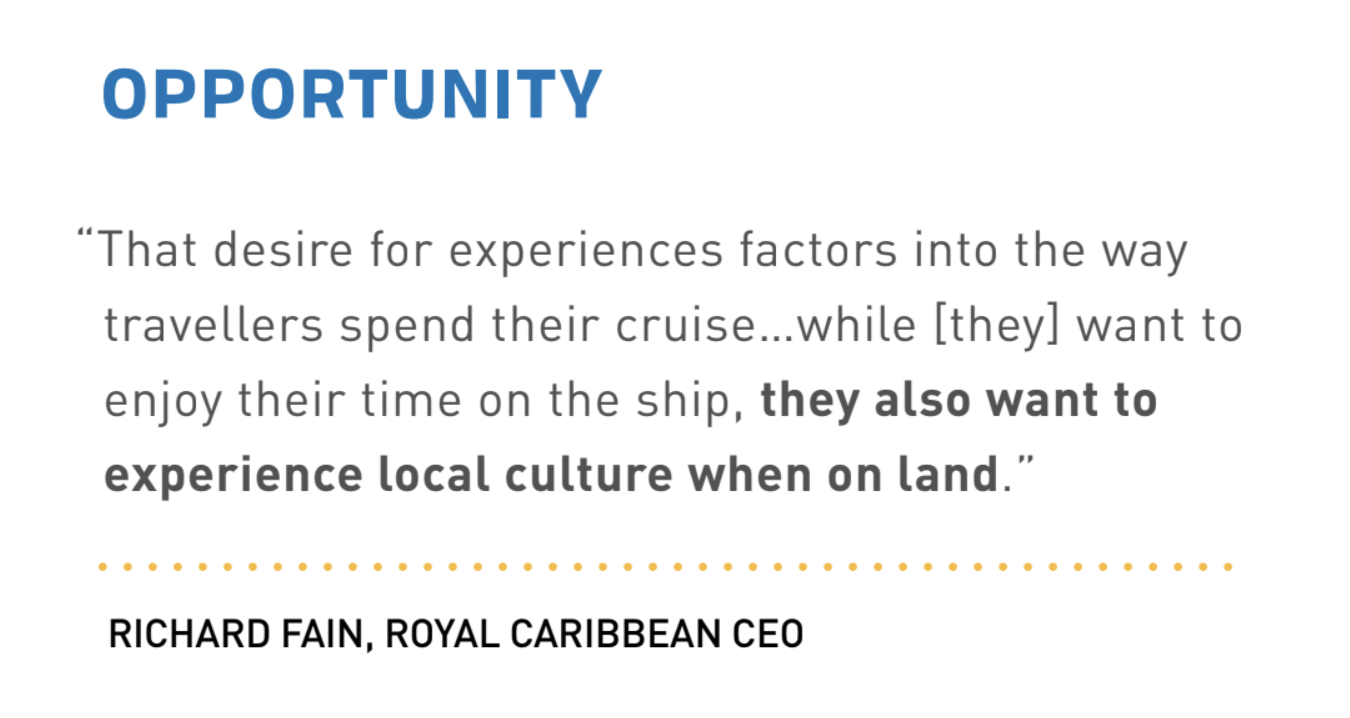 OPPORTUNITY
“That desire for experiences factors into the way
travellers spend their cruise...while [they] want to
enjoy their time on the ship, they also want to
experience local culture when on land.”
RICHARD FAIN, ROYAL CARIBBEAN CEO